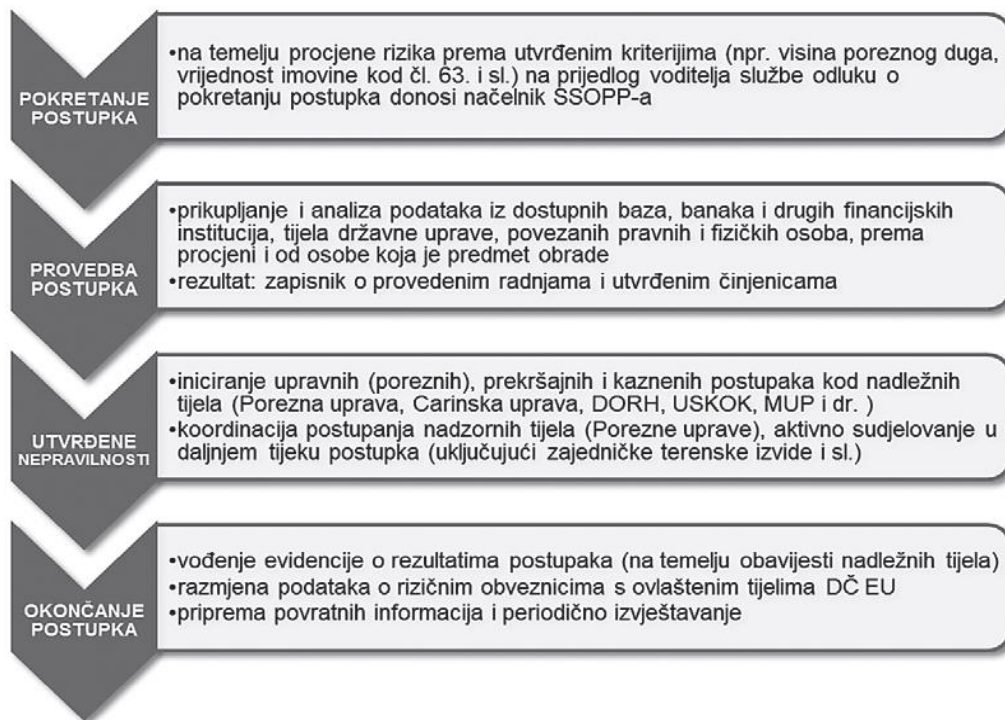 POKRETANJE
POSTUPKA
•na temelju procjene rizika prema utvrđenim kriterijima (npr. visina poreznog duga,
vrijednost imovine kod čl. 63. i sl.) na prijedlog voditelja službe odluku o
pokretanju postupka donosi načelnik SSOPP-a
PROVEDBA
POSTUPKA
•prikupljanje i analiza podataka iz dostupnih baza, banaka i drugih financijskih
institucija, tijela državne uprave, povezanih pravnih i fizičkih osoba, prema
procjeni i od osobe koja je predmet obrade
•rezultat: zapisnik o provedenim radnjama i utvrđenim činjenicama
UTVRĐENE
NEPRAVILNOSTI
•iniciranje upravnih (poreznih), prekršajnih i kaznenih postupaka kod nadležnih
tijela (Porezna uprava, Carinska uprava, DORH, USKOK, MUP i dr. )
•koordinacija postupanja nadzornih tijela (Porezne uprave), aktivno sudjelovanje u
daljnjem tijeku postupka (uključujući zajedničke terenske izvide i sl.)
OKONČANJE
POSTUPKA
•vođenje evidencije o rezultatima postupaka (na temelju obavijesti nadležnih tijela)
•razmjena podataka o rizičnim obveznicima s ovlaštenim tijelima DČ EU
•priprema povratnih informacija i periodično izvještavanje